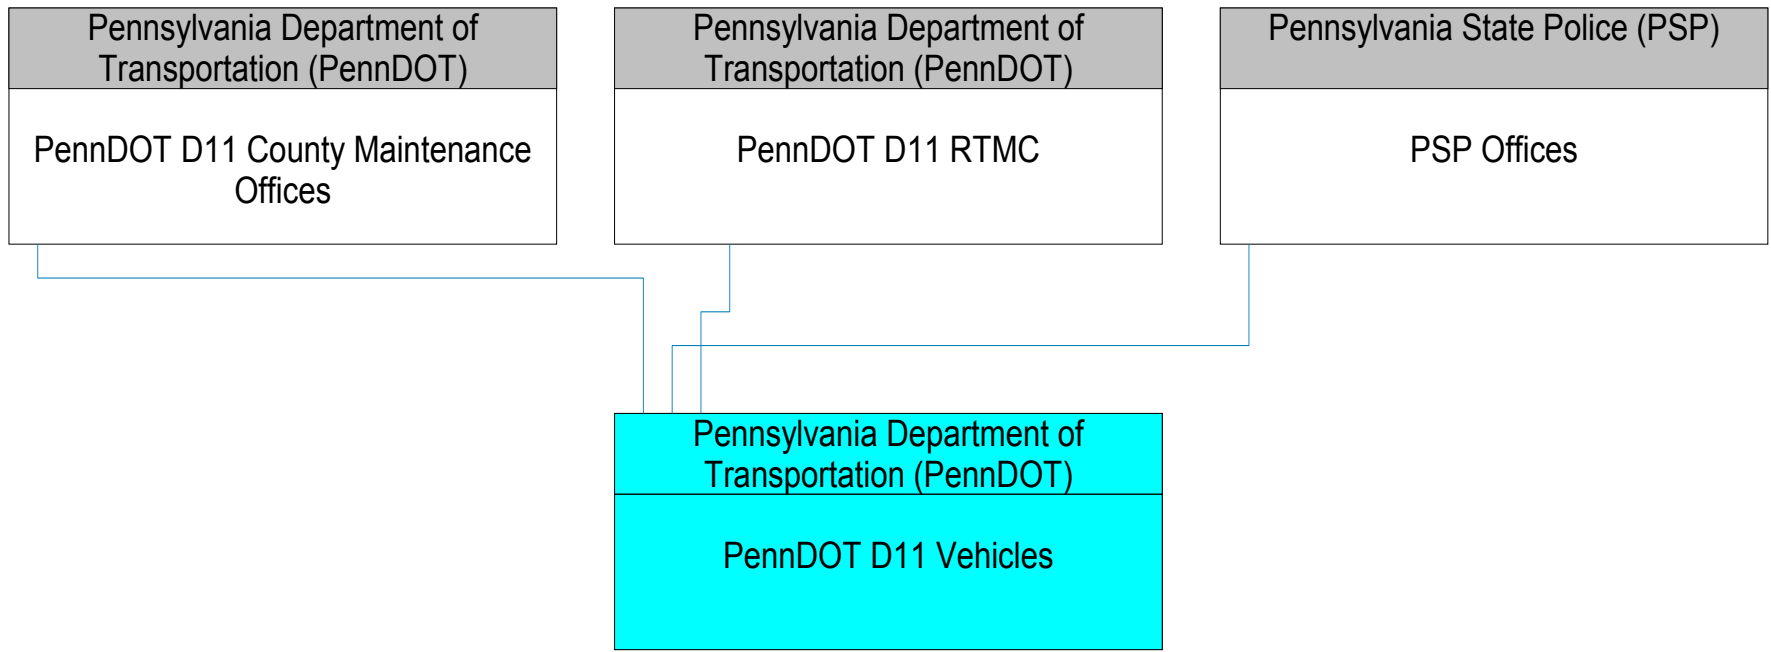 Pennsylvania Department of
Transportation (PennDOT)
PennDOT D11 County Maintenance
Offices
Pennsylvania Department of
Transportation (PennDOT)
PennDOT D11 RTMC
Pennsylvania State Police (PSP)
PSP Offices
Pennsylvania Department of
Transportation (PennDOT)
PennDOT D11 Vehicles